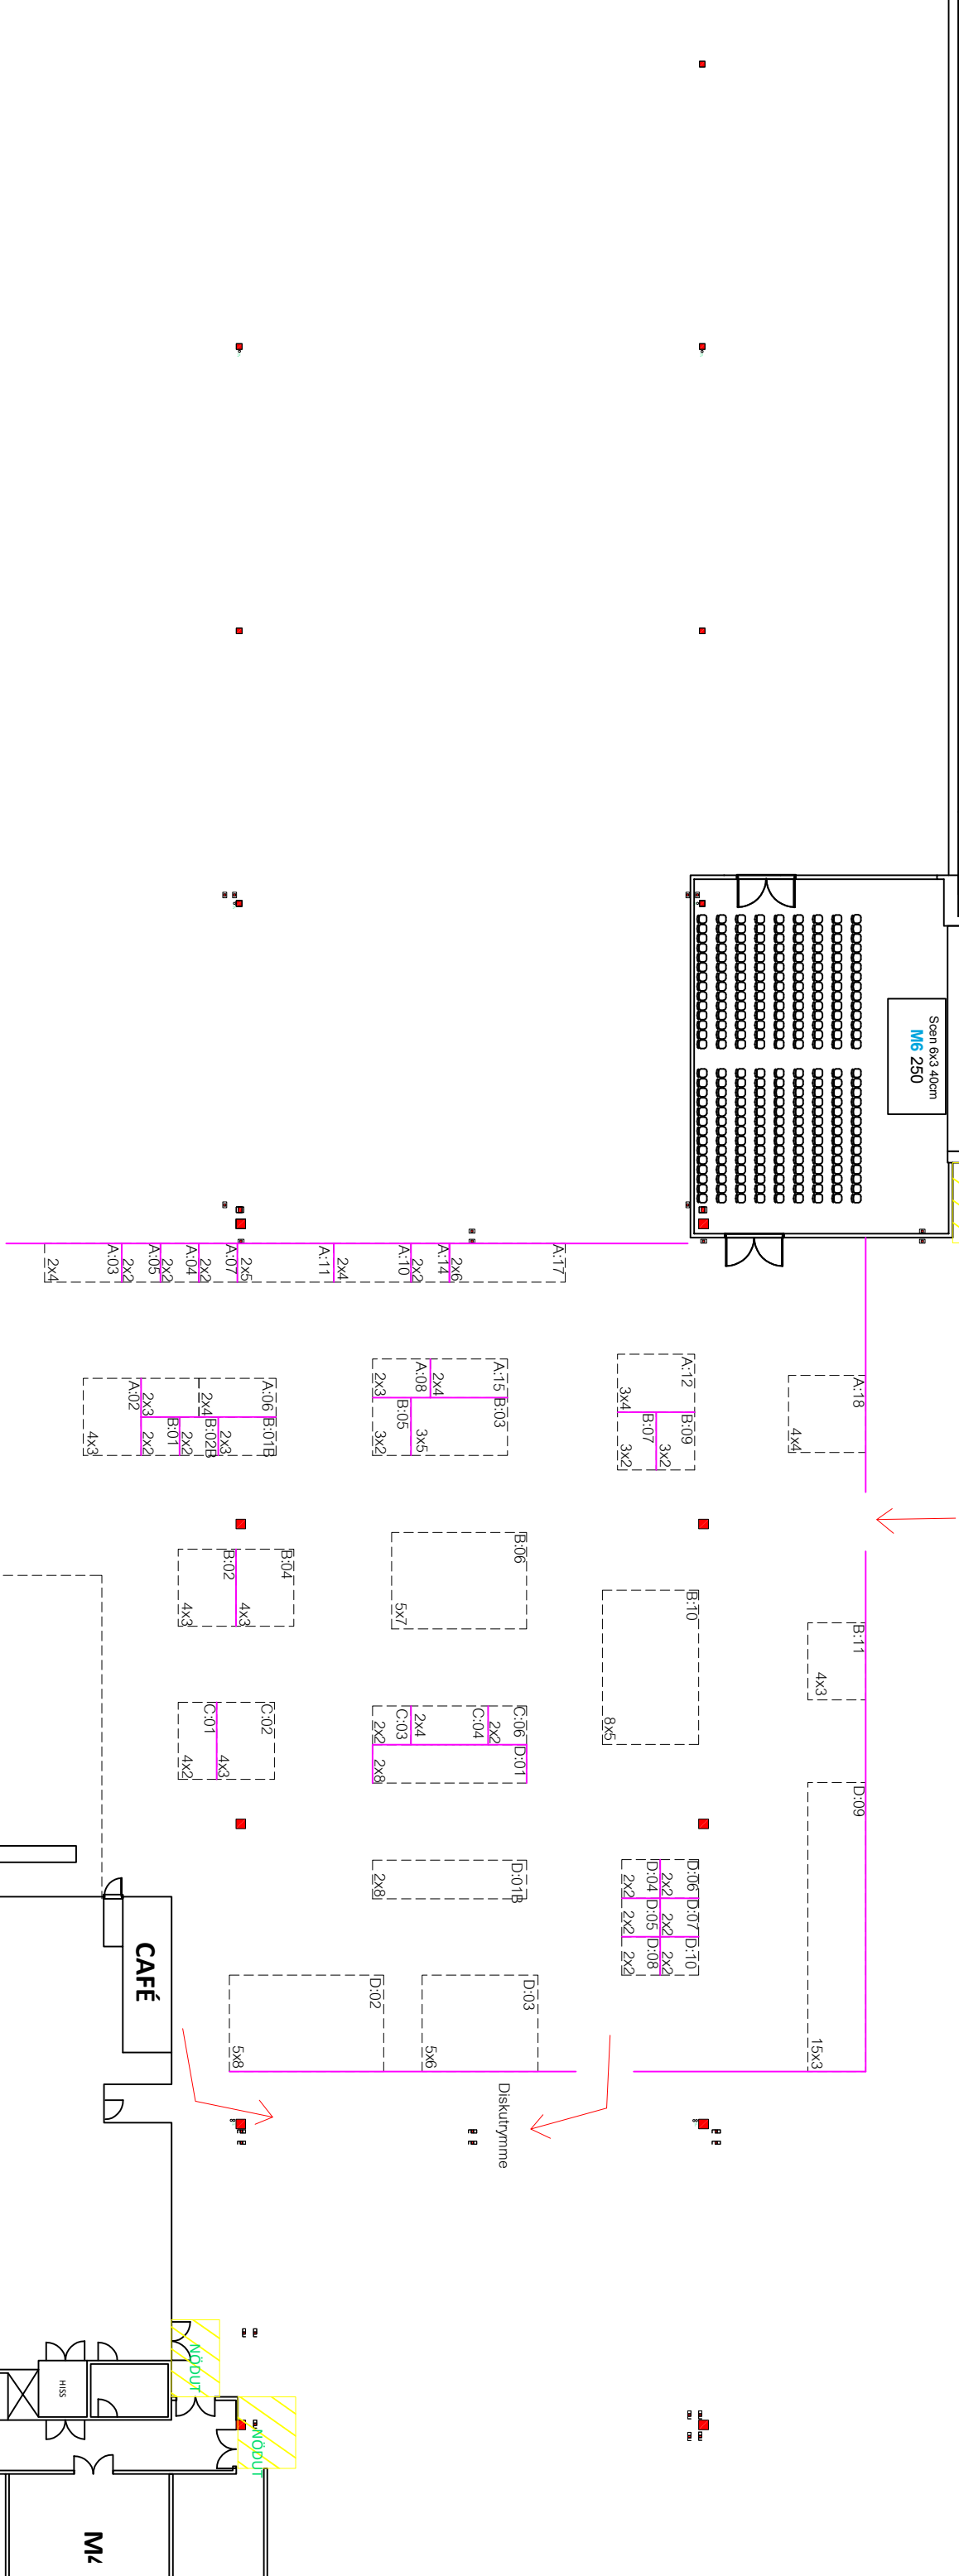 Scen 6x3 40cm
M6 250
A:17
2x6
A:14
2x2
A:10
2x4
A:11
2x5
A:07
2x2
A:04
2x2
A:05
2x2
A:03
2x4
A:18
4x4
A:12
3x4
B:09
3x2
B:07
3x2
A:15
2x4
A:08
2x3
B:03
3x5
B:05
3x2
A:06
2x4
2x3
A:02
4x3
B:01B
2x3
B:02B
2x2
B:01
2x2
B:11
4x3
B:10
8x5
B:06
5x7
B:04
4x3
B:02
4x3
C:06
2x2
C:04
2x4
C:03
2x2
D:01
2x8
C:02
4x3
C:01
4x2
D:09
15x3
D:06
2x2
D:04
2x2
D:07
2x2
D:05
2x2
D:10
2x2
D:08
2x2
D:01B
2x8
D:03
5x6
D:02
5x8
CAFÉ
Diskutrymme
NÖDUT
HISS
NÖDUT